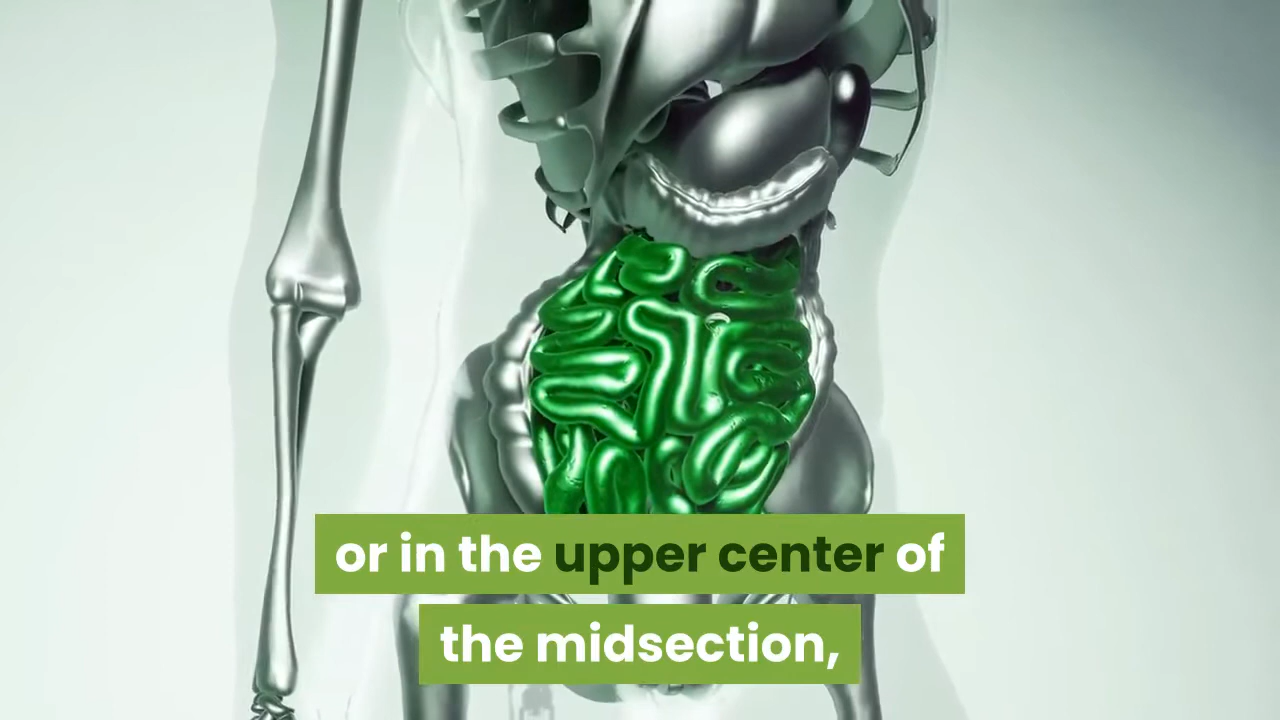 or in the upper center of
the midsection,